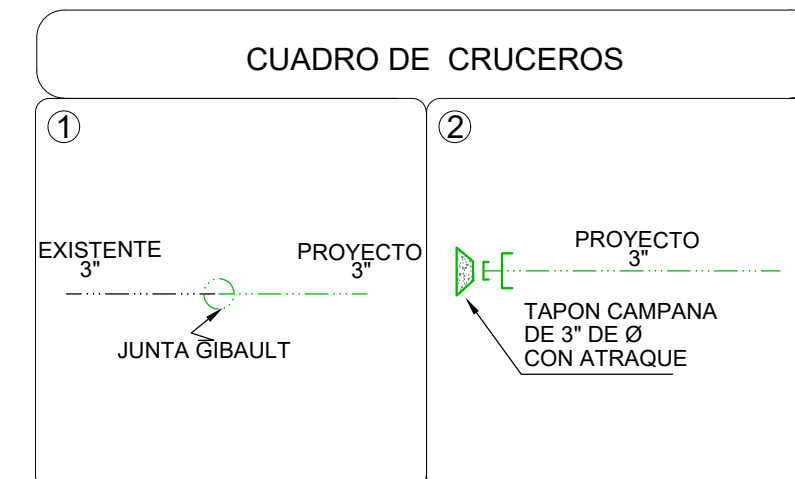 CUADRO DE CRUCEROS
1
EXISTENTE
3"
PROYECTO
3"
JUNTA GIBAULT
2
PROYECTO
3"
TAPON CAMPANA
DE 3" DE Ø
CON ATRAQUE